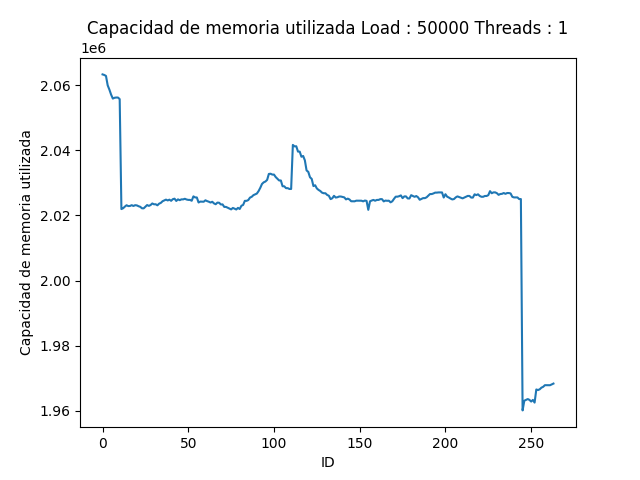 Capacidad de memoria utilizada Load : 50000 Threads : 1
1e6
2.06
2.04
2.02
2.00
1.98
1.96
Capacidad de memoria utilizada
0 50 100 150 200 250
ID